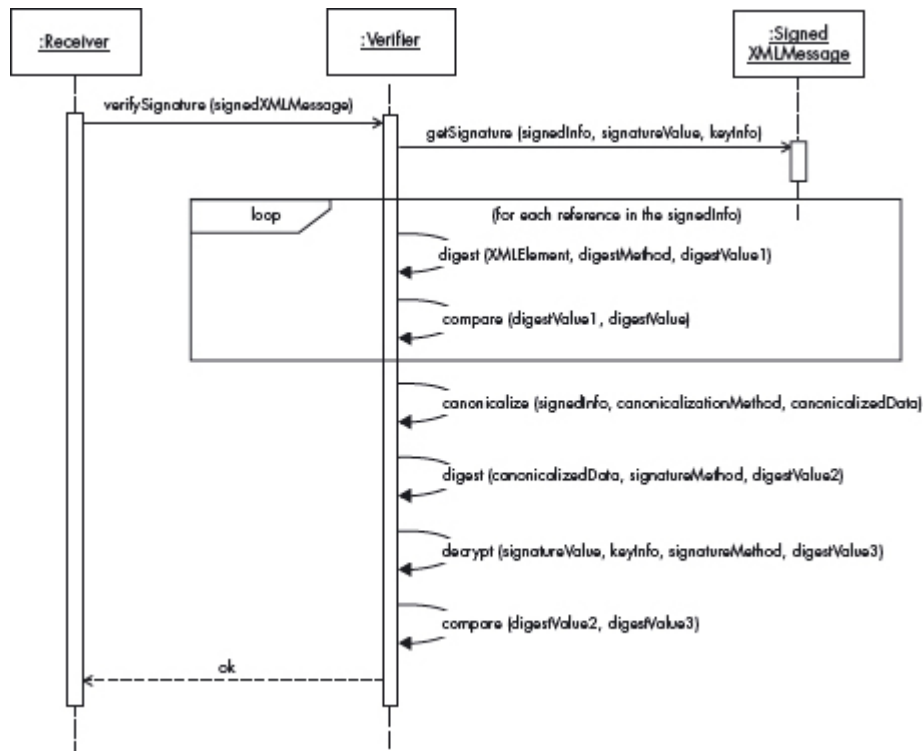 :Receiver
:Verifier
:Signed
XMLMessage
verifySignature (signedXMLMessage)
getSignature (signedInfo, signatureValue, keyInfo)
loop
(for each reference in the signedInfo)
digest (XMLElement, digestMethod, digestValue1)
compare (digestValue1, digestValue)
canonicalize (signedInfo, canonicalizationMethod, canonicalizedData)
digest (canonicalizedData, signatureMethod, digestValue2)
decrypt (signatureValue, keyInfo, signatureMethod, digestValue3)
compare (digestValue2, digestValue3)
ok